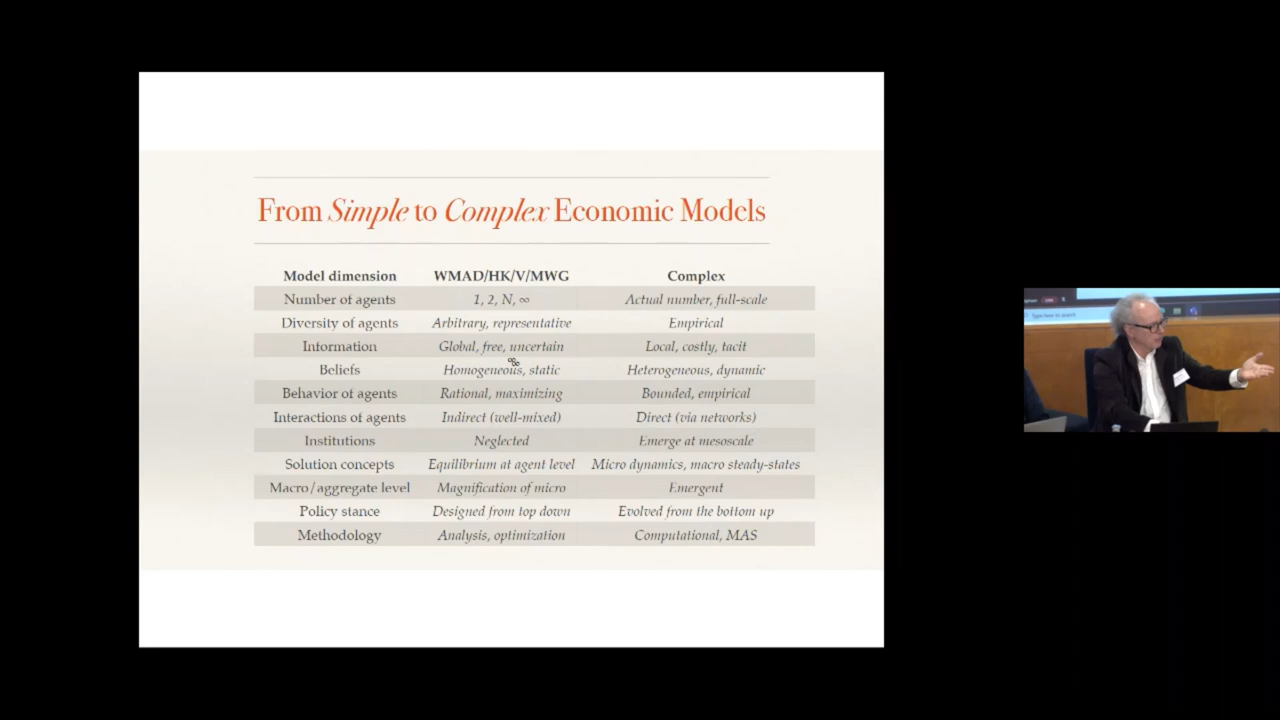 From Simple to Complex Economic Models
Model dimension WMAD/HK/V/MWG Complex
Number of agents 1, 2, N, ∞ Actual number, full-scale
Diversity of agents Arbitrary, representative Empirical
Information Global, free, uncertain Local, costly, tacit
Beliefs Homogeneous, static Heterogeneous, dynamic
Behavior of agents Rational, maximizing Bounded, empirical
Interactions of agents Indirect (well-mixed) Direct (via networks)
Institutions Neglected Emerge at mesoscale
Solution concepts Equilibrium at agent level Micro dynamics, macro steady-states
Macro/aggregate level Magnification of micro Emergent
Policy stance Designed from top down Evolved from the bottom up
Methodology Analysis, optimization Computational, MAS
Type here to search